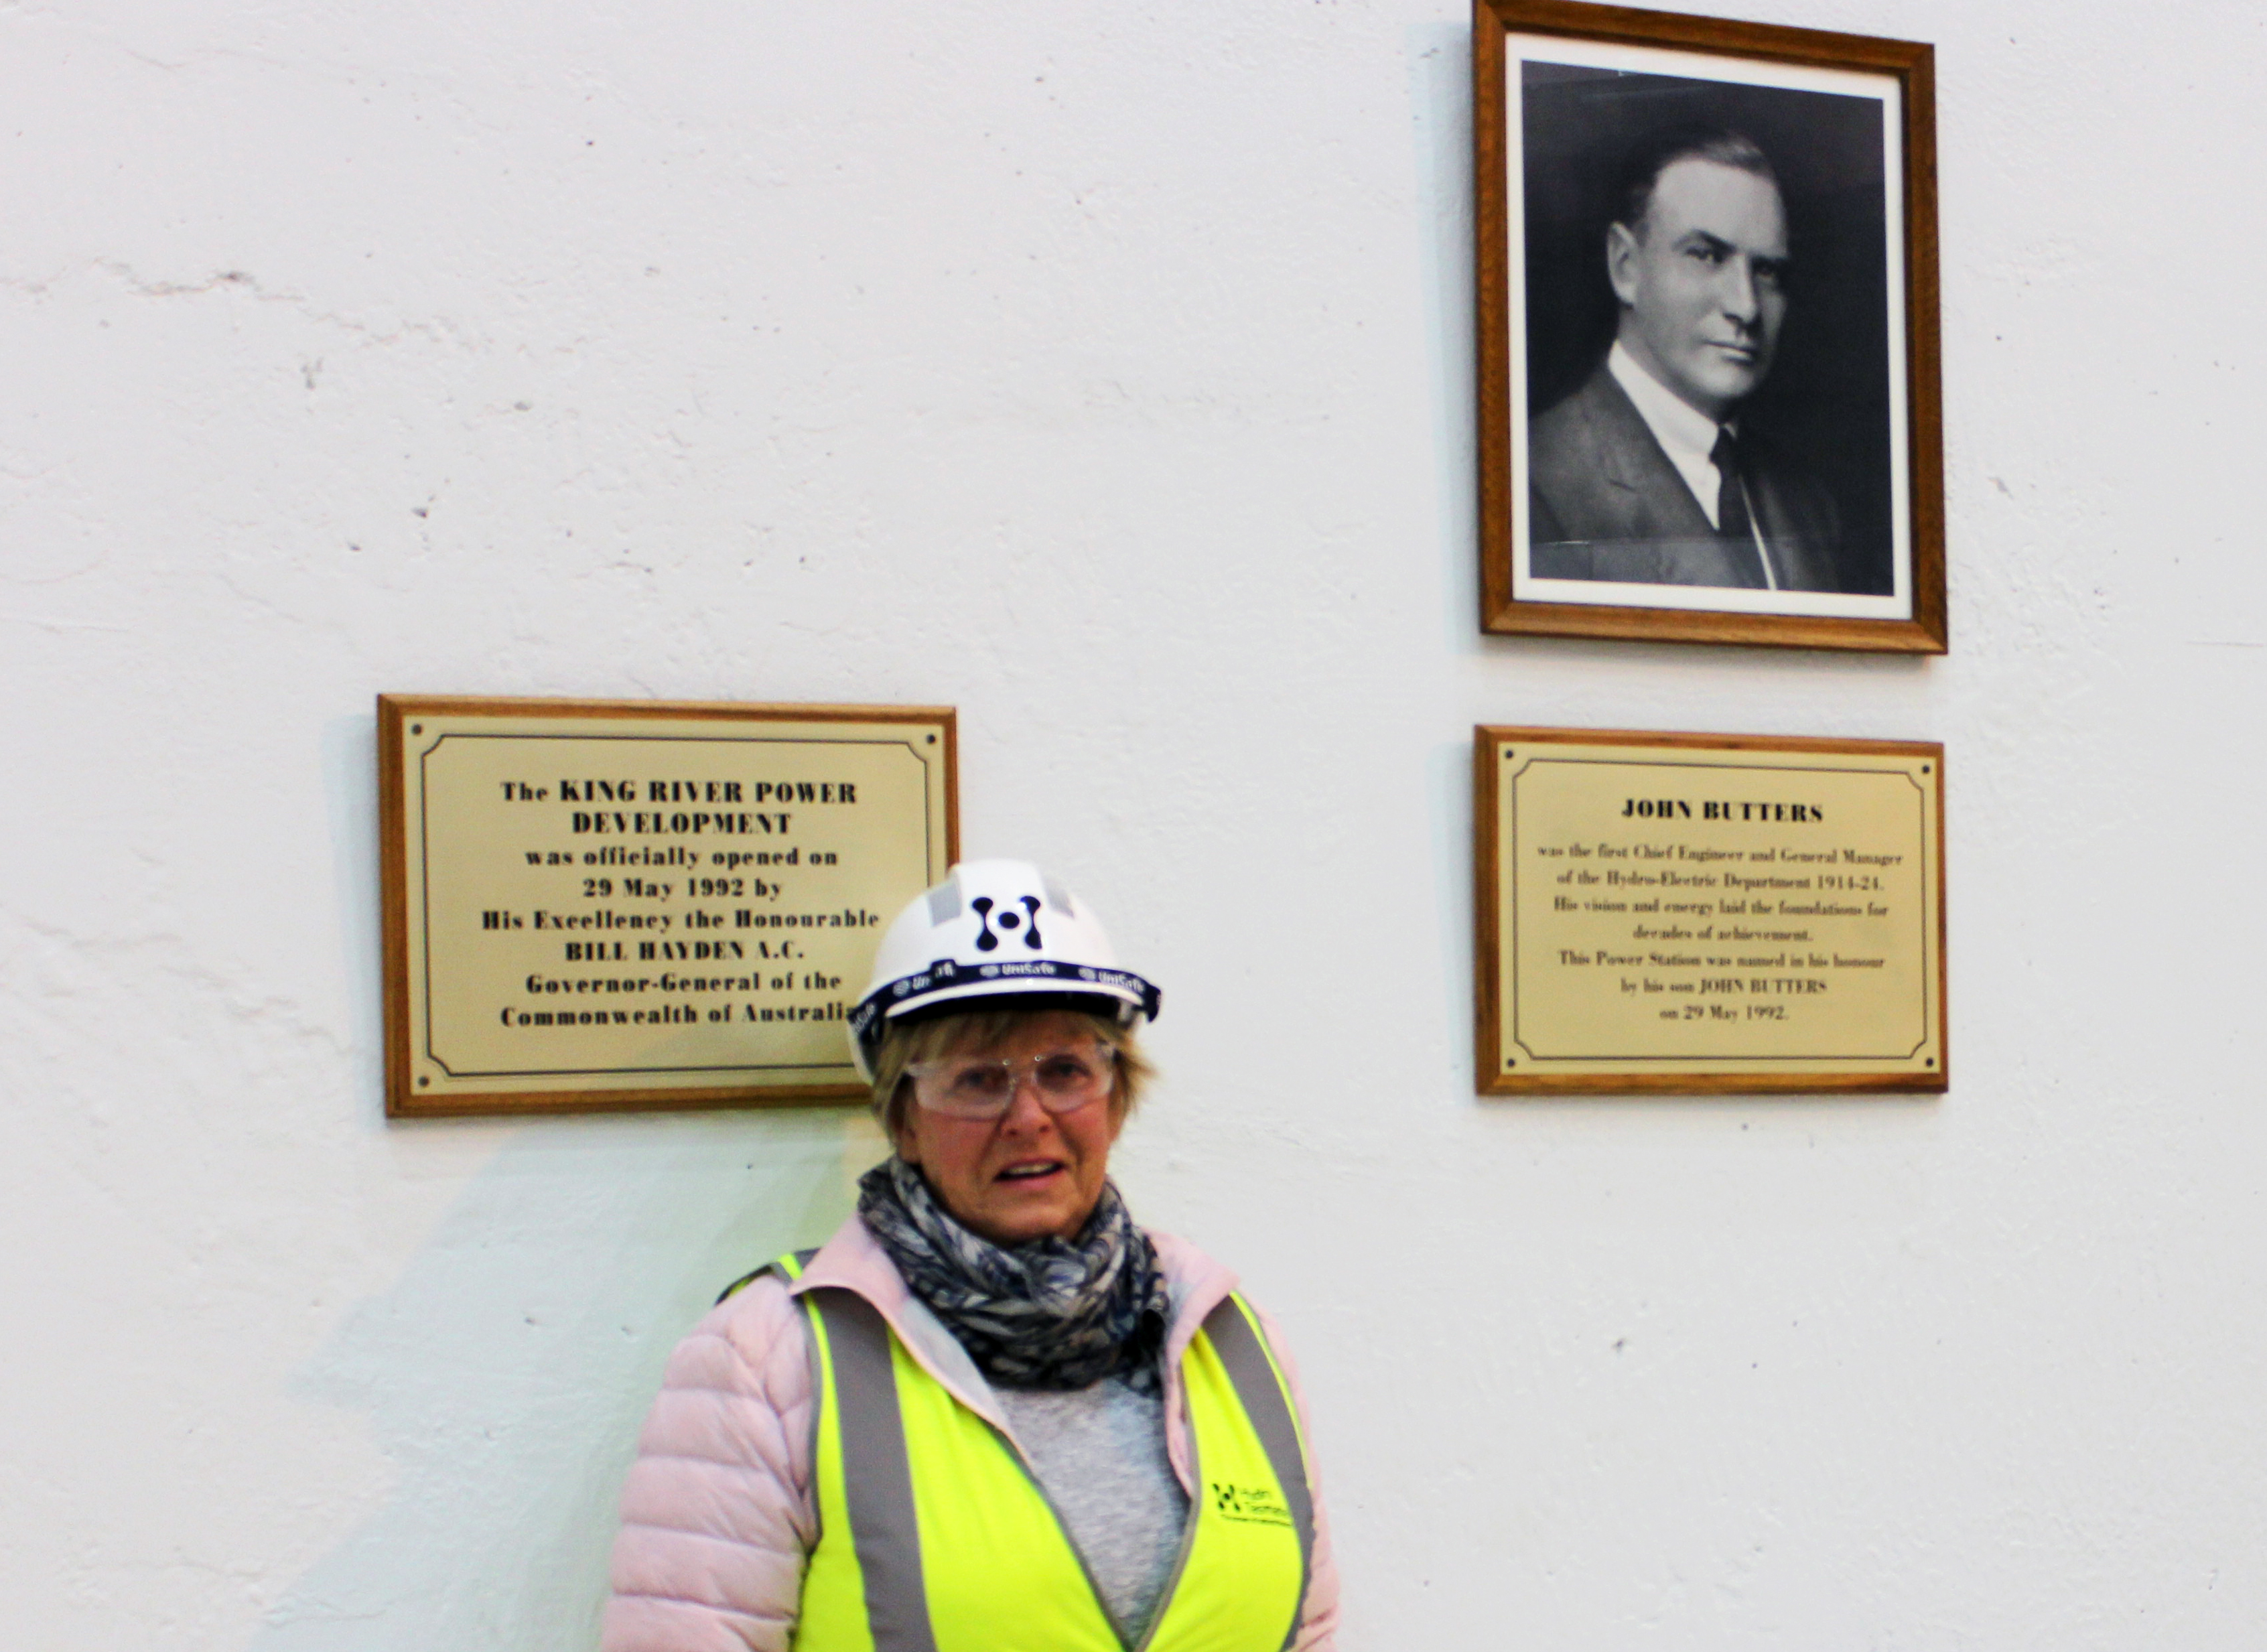 The KING RIVER POWER
DEVELOPMENT
was officially opened on
29 May 1992 by
His Excellency the Honourable
BILL HAYDEN A.C.
Governor-General of the
Commonwealth of Australia
JOHN BUTTERS
was the first Chief Engineer and General Manager
of the Hydro-Electric Department 1914-24.
His vision and energy laid the foundations for
decades of achievement.
This Power Station was named in his honour
by his son JOHN BUTTERS
on 29 May 1992.
UniSafe UniSafe
Hydro